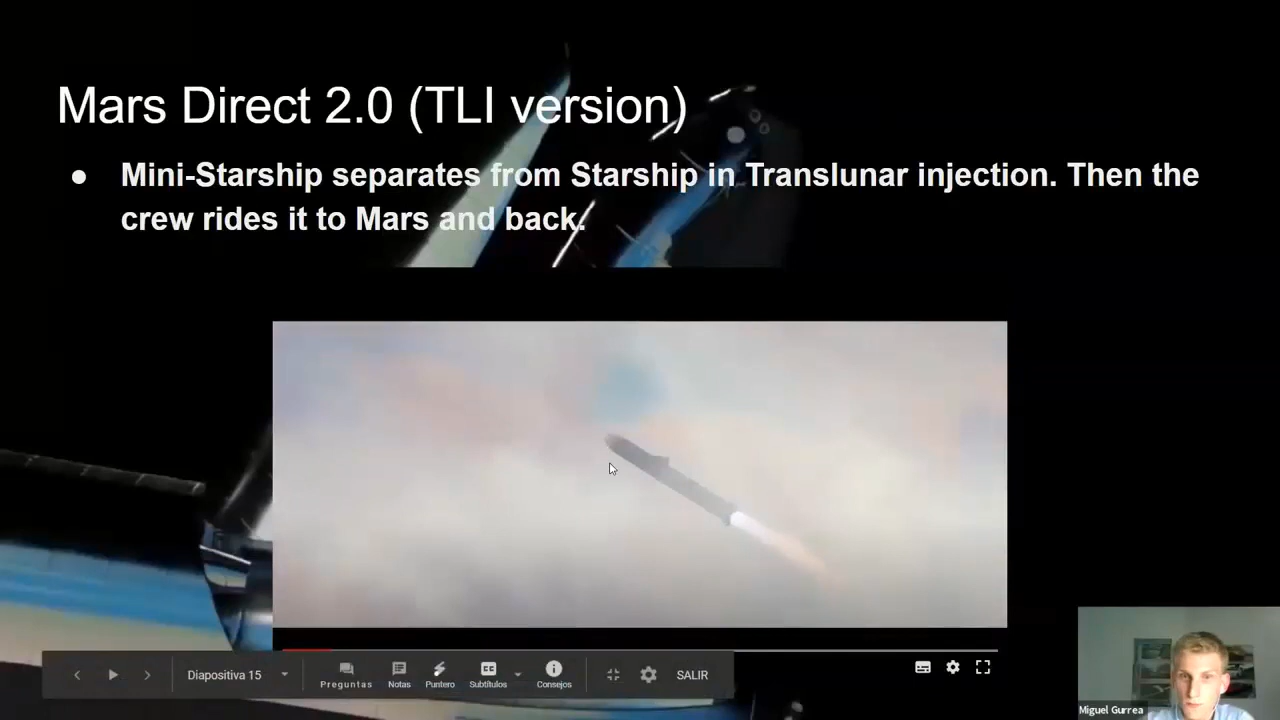 Mars Direct 2.0 (TLI version)
● Mini-Starship separates from Starship in Translunar injection. Then the
crew rides it to Mars and back.
Diapositiva 15
Preguntas
Notas
Puntero
CC
Subtítulos
Consejos
SALIR
Miguel Gurrea